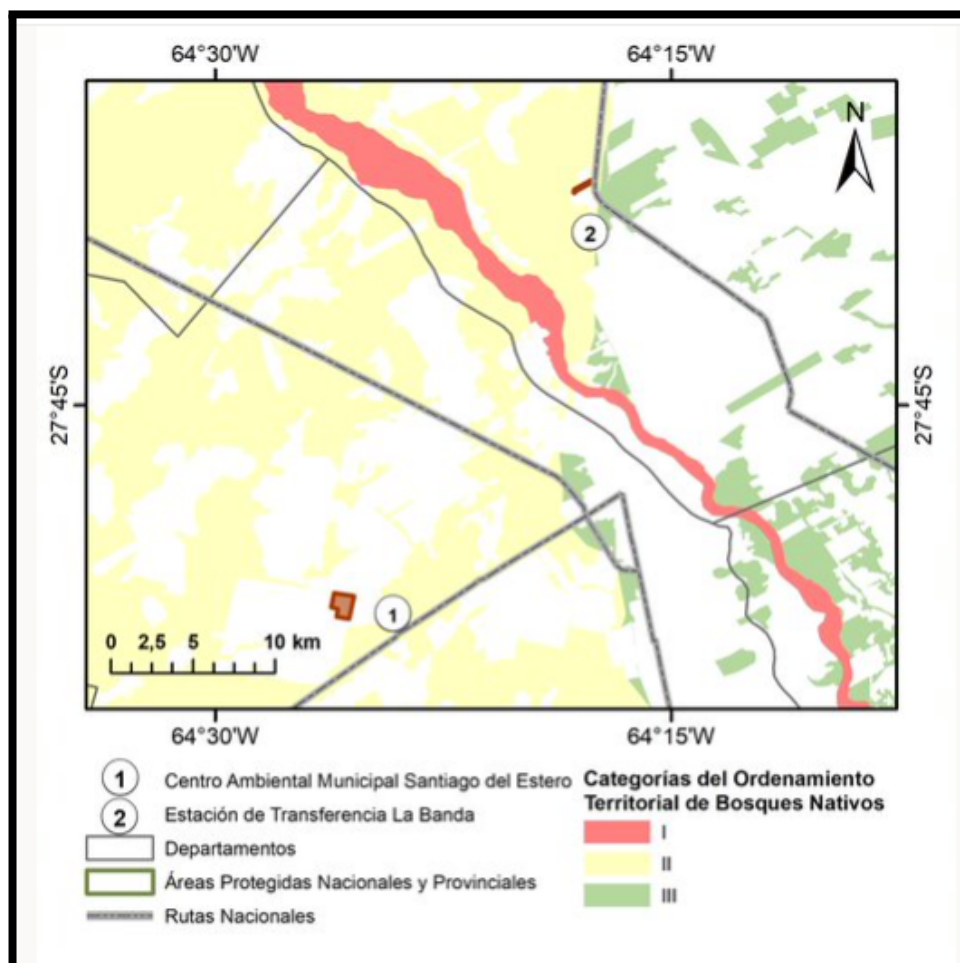 64°30'W 64°15'W
N
2
27°45'S 27°45'S
1
0 2,5 5 10 km
64°30'W 64°15'W
1 Centro Ambiental Municipal Santiago del Estero
2 Estación de Transferencia La Banda
Departamentos
Áreas Protegidas Nacionales y Provinciales
Rutas Nacionales
Categorías del Ordenamiento
Territorial de Bosques Nativos
I
II
III